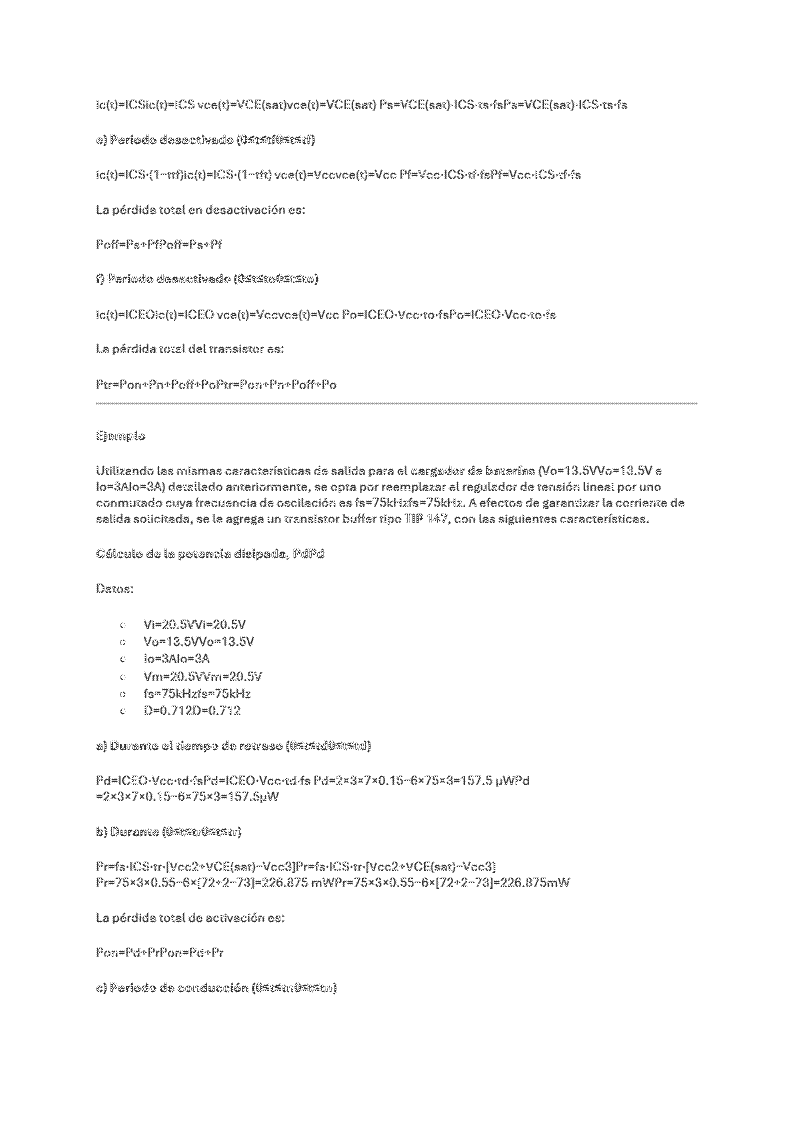 ic(t)=ICSic(t)=ICS vce(t)=VCE(sat)vce(t)=VCE(sat) Ps=VCE(sat)·ICS·ts·fsPs=VCE(sat)·ICS·ts·fs
e) Periodo desactivado (0≤t≤tf0≤t≤tf)
ic(t)=ICS·(1−ttf)ic(t)=ICS·(1−tft) vce(t)=Vccvce(t)=Vcc Pf=Vcc·ICS·tf·fsPf=Vcc·ICS·tf·fs
La pérdida total en desactivación es:
Poff=Ps+PfPoff=Ps+Pf
f) Periodo desactivado (0≤t≤to0≤t≤to)
ic(t)=ICEOic(t)=ICEO vce(t)=Vccvce(t)=Vcc Po=ICEO·Vcc·to·fsPo=ICEO·Vcc·to·fs
La pérdida total del transistor es:
Ptr=Pon+Pn+Poff+PoPtr=Pon+Pn+Poff+Po
Ejemplo
Utilizando las mismas características de salida para el cargador de baterías (Vo=13.5VVo=13.5V e
Io=3AIo=3A) detallado anteriormente, se opta por reemplazar el regulador de tensión lineal por uno
conmutado cuya frecuencia de oscilación es fs=75kHzfs=75kHz. A efectos de garantizar la corriente de
salida solicitada, se le agrega un transistor buffer tipo TIP 147, con las siguientes características.
Cálculo de la potencia disipada, PdPd
Datos:
○ Vi=20.5VVi=20.5V
○ Vo=13.5VVo=13.5V
○ Io=3AIo=3A
○ Vm=20.5VVm=20.5V
○ fs=75kHzfs=75kHz
○ D=0.712D=0.712
a) Durante el tiempo de retraso (0≤t≤td0≤t≤td)
Pd=ICEO·Vcc·td·fsPd=ICEO·Vcc·td·fs Pd=2×3×7×0.15−6×75×3=157.5 μWPd
=2×3×7×0.15−6×75×3=157.5μW
b) Durante (0≤t≤tr0≤t≤tr)
Pr=fs·ICS·tr·[Vcc2+VCE(sat)−Vcc3]Pr=fs·ICS·tr·[Vcc2+VCE(sat)−Vcc3]
Pr=75×3×0.55−6×[72+2−73]=226.875 mWPr=75×3×0.55−6×[72+2−73]=226.875mW
La pérdida total de activación es:
Pon=Pd+PrPon=Pd+Pr
c) Periodo de conducción (0≤t≤tn0≤t≤tn)